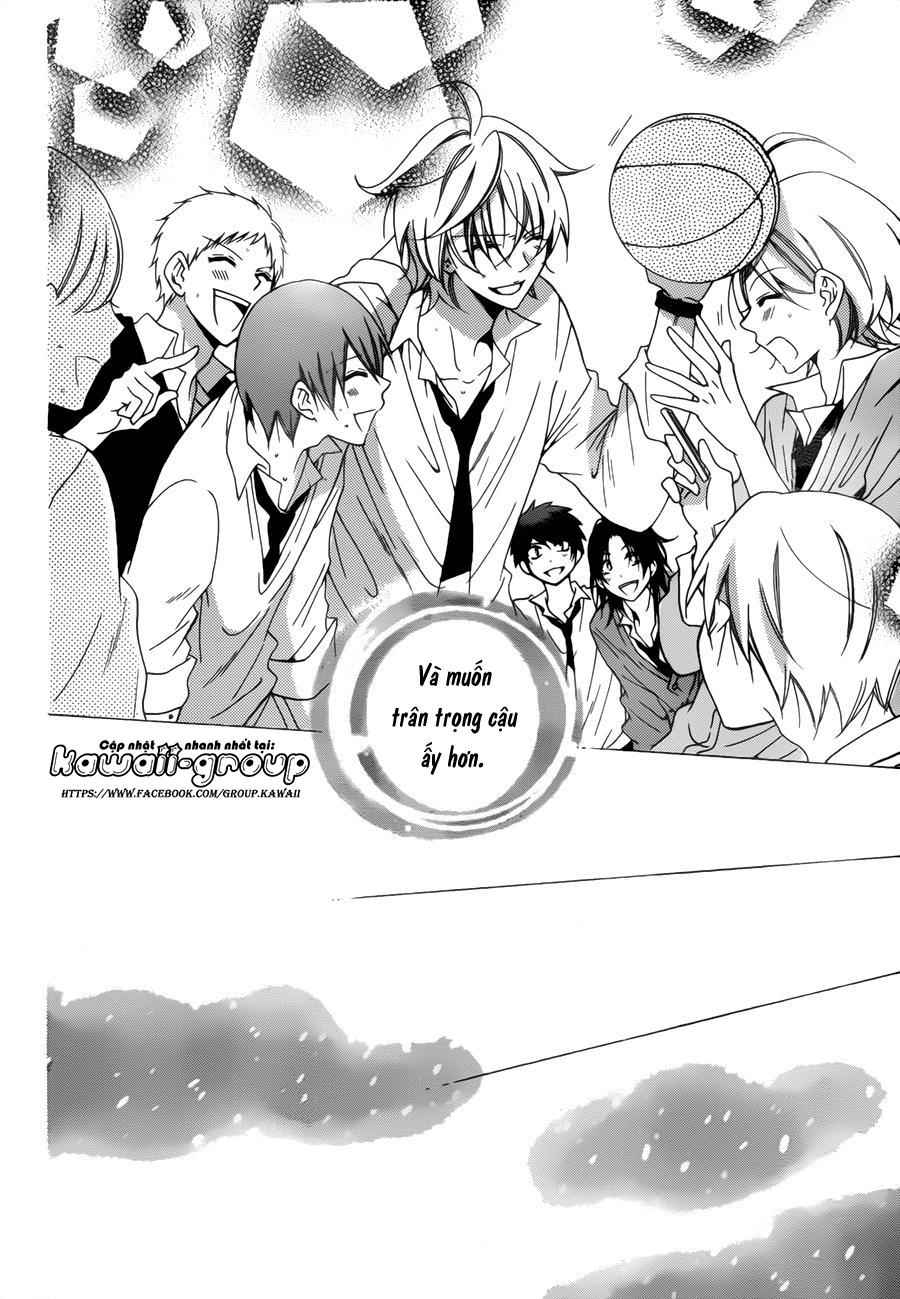 Và muốn
trân trọng cậu
ấy hơn.
Cập nhật nhanh nhất tại:
kawaii-group
HTTPS://WWW.FACEBOOK.COM/GROUP.KAWAII